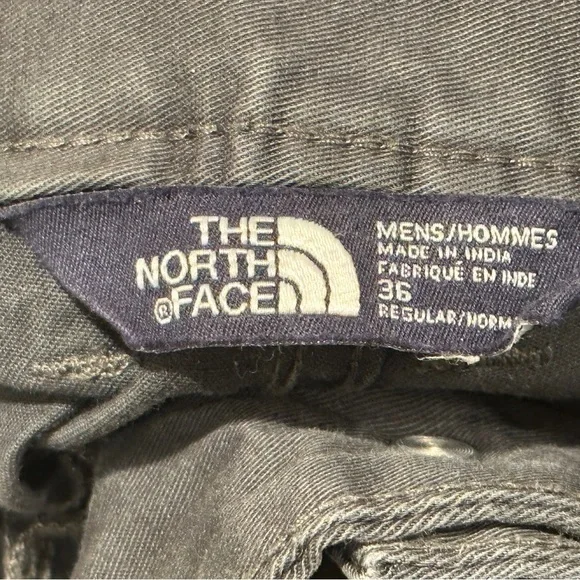 THE
NORTH
®FACE
MENS/HOMMES
MADE IN INDIA
FABRIQUÉ EN INDE
36
REGULAR/NORM